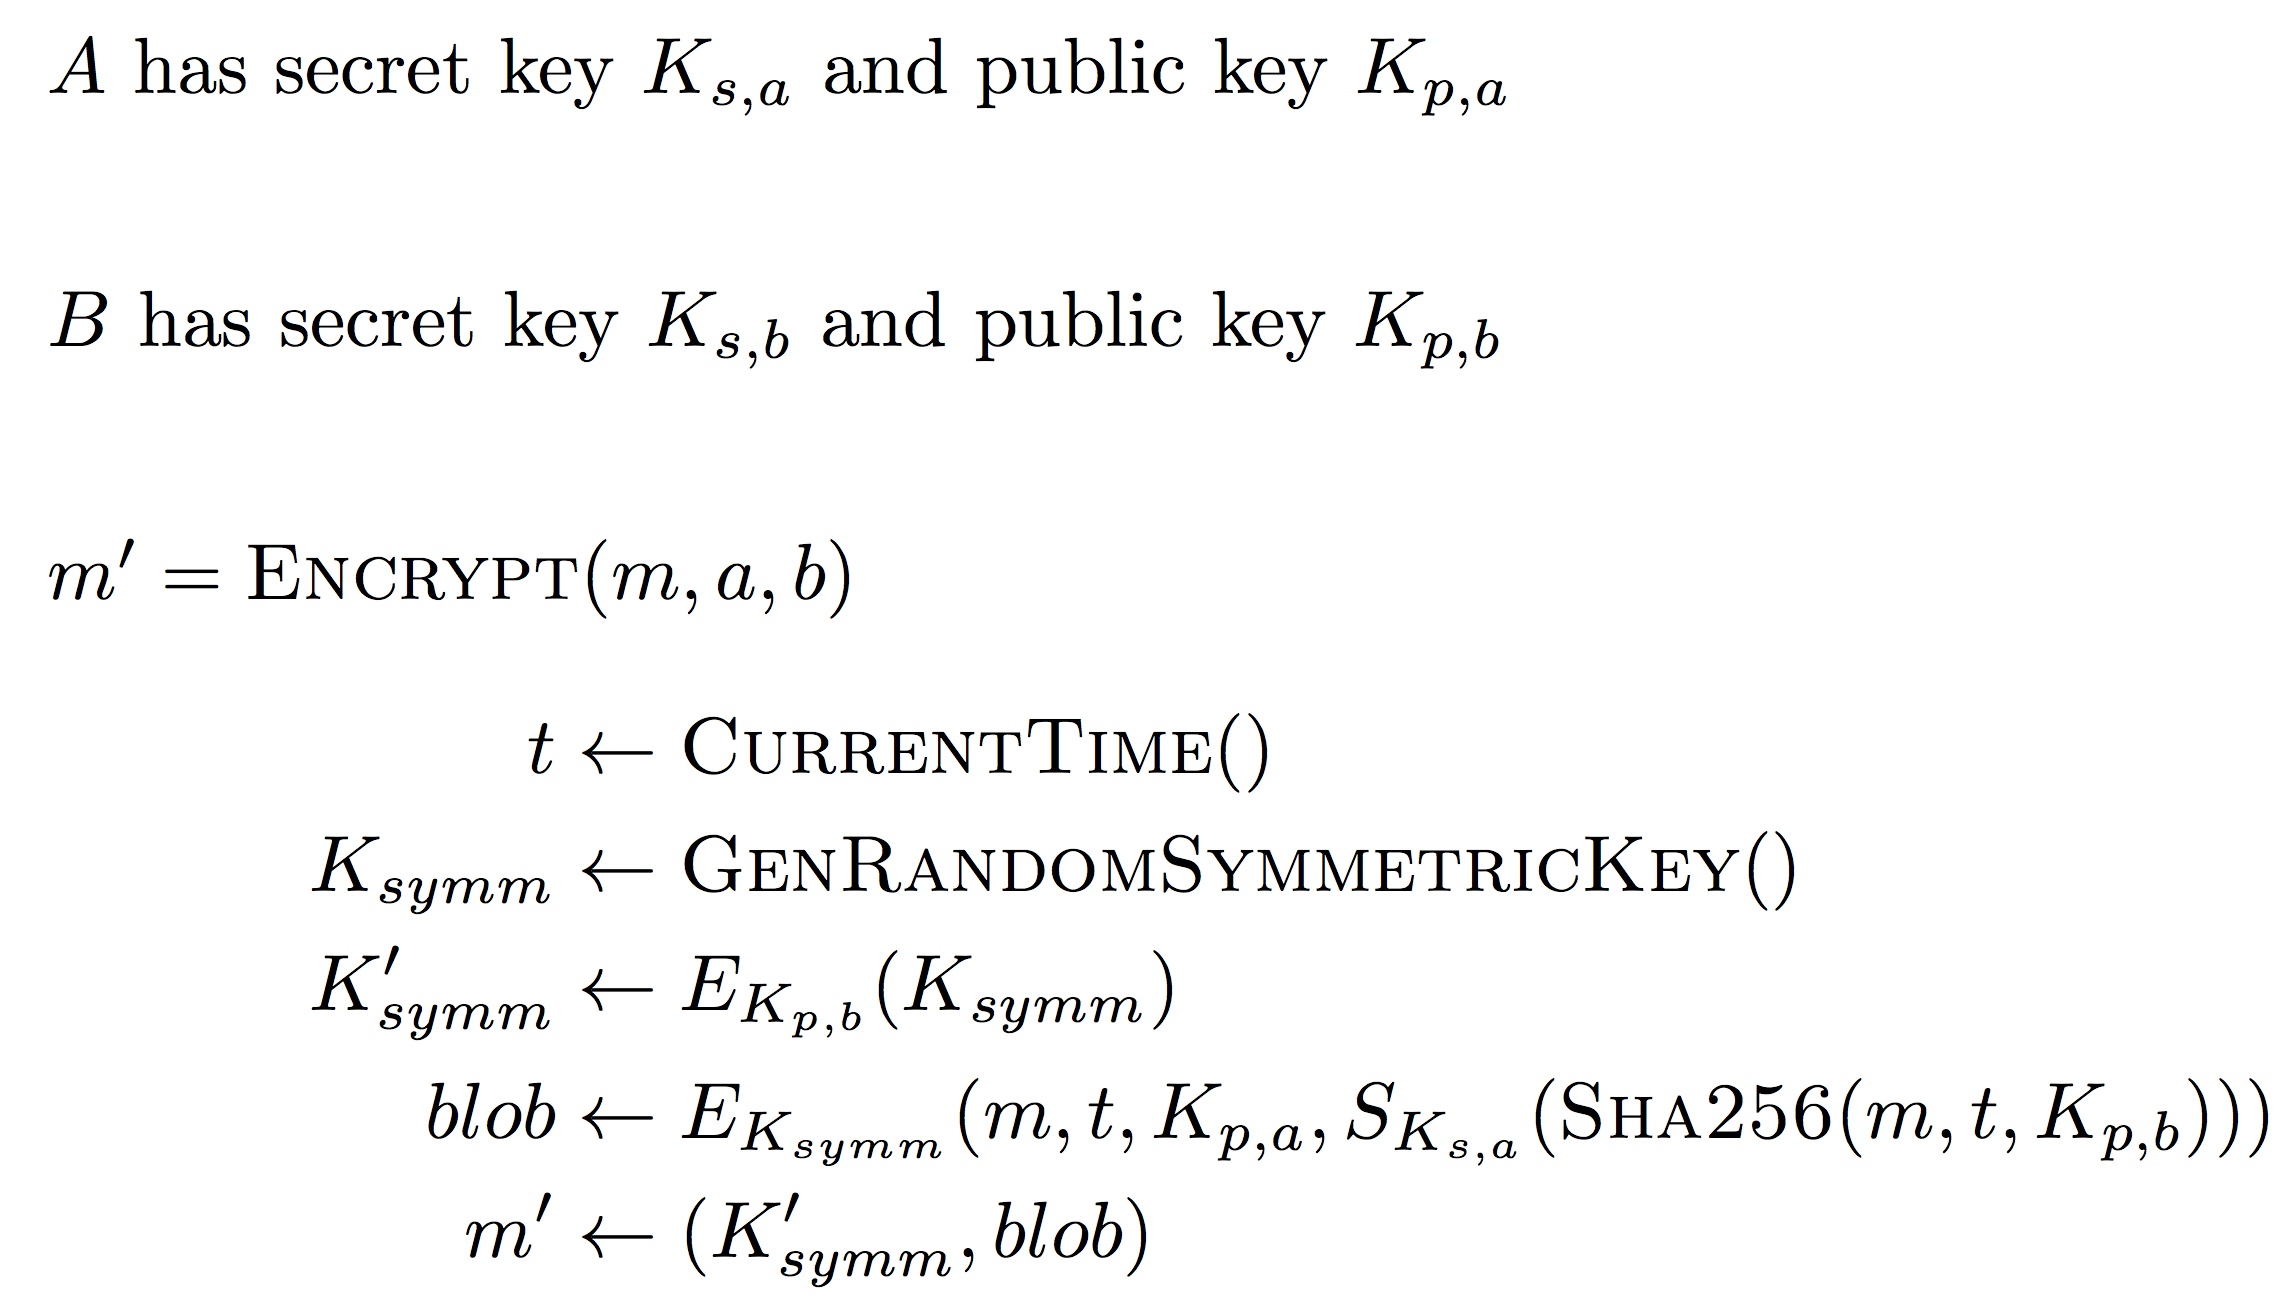 A has secret key K_{s,a} and public key K_{p,a}
B has secret key K_{s,b} and public key K_{p,b}
m′ = ENCRYPT(m, a, b)
t ← CURRENTTIME()
K_{symm} ← GENRANDOMSYMMETRICKEY()
K′_{symm} ← E_{K_{p,b}}(K_{symm})
blob ← E_{K_{symm}}(m, t, K_{p,a}, S_{K_{s,a}}(SHA256(m, t, K_{p,b})))
m′ ← (K′_{symm}, blob)